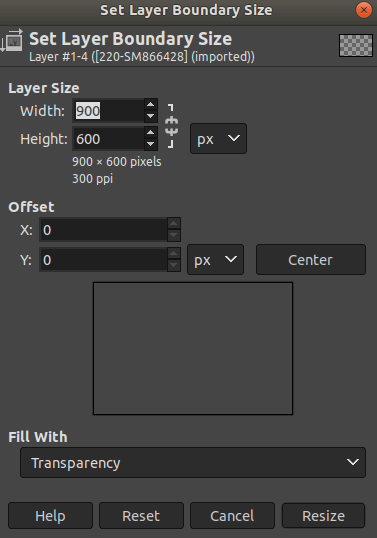 Set Layer Boundary Size
Set Layer Boundary Size
Layer #1-4 ([220-SM866428] (imported))
Layer Size
Width: 900
Height: 600 px
900 × 600 pixels
300 ppi
Offset
X: 0
Y: 0 px Center
Fill With
Transparency
Help Reset Cancel Resize